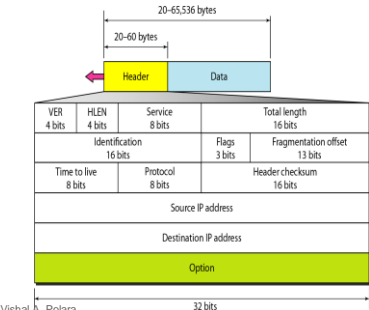 20–65,536 bytes
20–60 bytes
Header Data
VER HLEN Service Total length
4 bits 4 bits 8 bits 16 bits
Identification Flags Fragmentation offset
16 bits 3 bits 13 bits
Time to live Protocol Header checksum
8 bits 8 bits 16 bits
Source IP address
Destination IP address
Option
32 bits
Vishal A. Polara